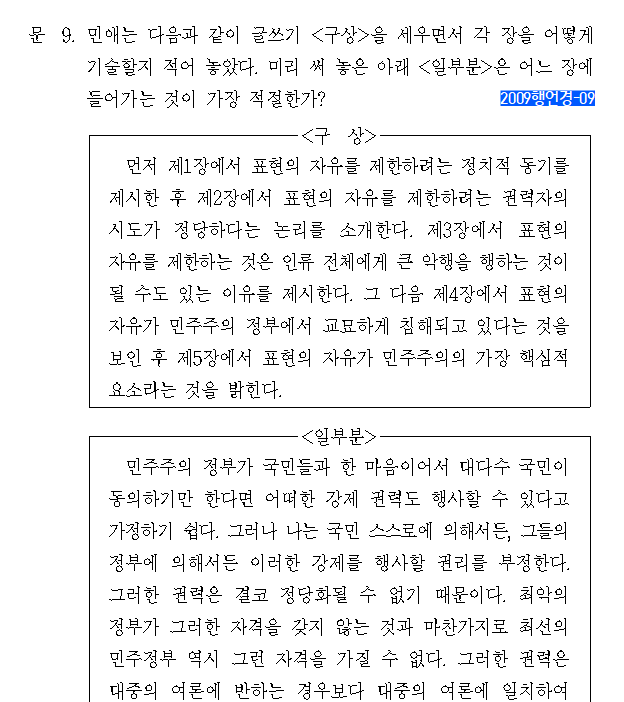 문 9. 민애는 다음과 같이 글쓰기 <구상>을 세우면서 각 장을 어떻게
기술할지 적어 놓았다. 미리 써 놓은 아래 <일부분>은 어느 장에
들어가는 것이 가장 적절한가? 2009행언경-09
<구 상>
먼저 제1장에서 표현의 자유를 제한하려는 정치적 동기를
제시한 후 제2장에서 표현의 자유를 제한하려는 권력자의
시도가 정당하다는 논리를 소개한다. 제3장에서 표현의
자유를 제한하는 것은 인류 전체에게 큰 악행을 행하는 것이
될 수도 있는 이유를 제시한다. 그 다음 제4장에서 표현의
자유가 민주주의 정부에서 교묘하게 침해되고 있다는 것을
보인 후 제5장에서 표현의 자유가 민주주의의 가장 핵심적
요소라는 것을 밝힌다.
<일부분>
민주주의 정부가 국민들과 한 마음이어서 대다수 국민이
동의하기만 한다면 어떠한 강제 권력도 행사할 수 있다고
가정하기 쉽다. 그러나 나는 국민 스스로에 의해서든, 그들의
정부에 의해서든 이러한 강제를 행사할 권리를 부정한다.
그러한 권력은 결코 정당화될 수 없기 때문이다. 최악의
정부가 그러한 자격을 갖지 않는 것과 마찬가지로 최선의
민주정부 역시 그런 자격을 가질 수 없다. 그러한 권력은
대중의 여론에 반하는 경우보다 대중의 여론에 일치하여